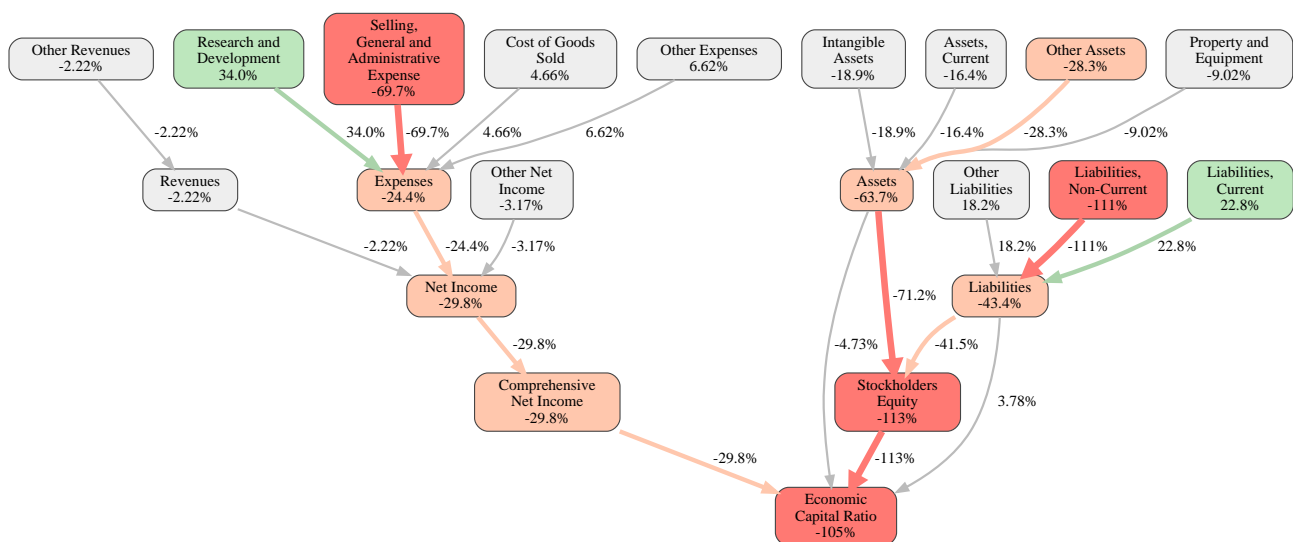 Other Revenues
-2.22%
Research and
Development
34.0%
Selling,
General and
Administrative
Expense
-69.7%
Cost of Goods
Sold
4.66%
Other Expenses
6.62%
Intangible
Assets
-18.9%
Assets,
Current
-16.4%
Other Assets
-28.3%
Property and
Equipment
-9.02%
-2.22%
34.0%
-69.7%
4.66%
6.62%
-18.9%
-16.4%
-28.3%
-9.02%
Revenues
-2.22%
Expenses
-24.4%
Other Net
Income
-3.17%
Assets
-63.7%
Other
Liabilities
18.2%
Liabilities,
Non-Current
-111%
Liabilities,
Current
22.8%
-2.22%
-24.4%
-3.17%
18.2%
-111%
22.8%
Net Income
-29.8%
-71.2%
Liabilities
-43.4%
-29.8%
-4.73%
-41.5%
Comprehensive
Net Income
-29.8%
Stockholders
Equity
-113%
3.78%
-29.8%
-113%
Economic
Capital Ratio
-105%